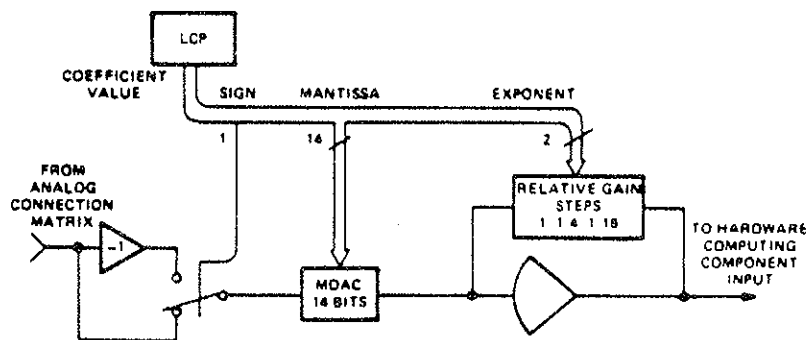 LCP
COEFFICIENT
VALUE
SIGN
MANTISSA
EXPONENT
1
14
2
FROM
ANALOG
CONNECTION
MATRIX
-1
RELATIVE GAIN
STEPS
1 1 4 1 16
MDAC
14 BITS
TO HARDWARE
COMPUTING
COMPONENT
INPUT